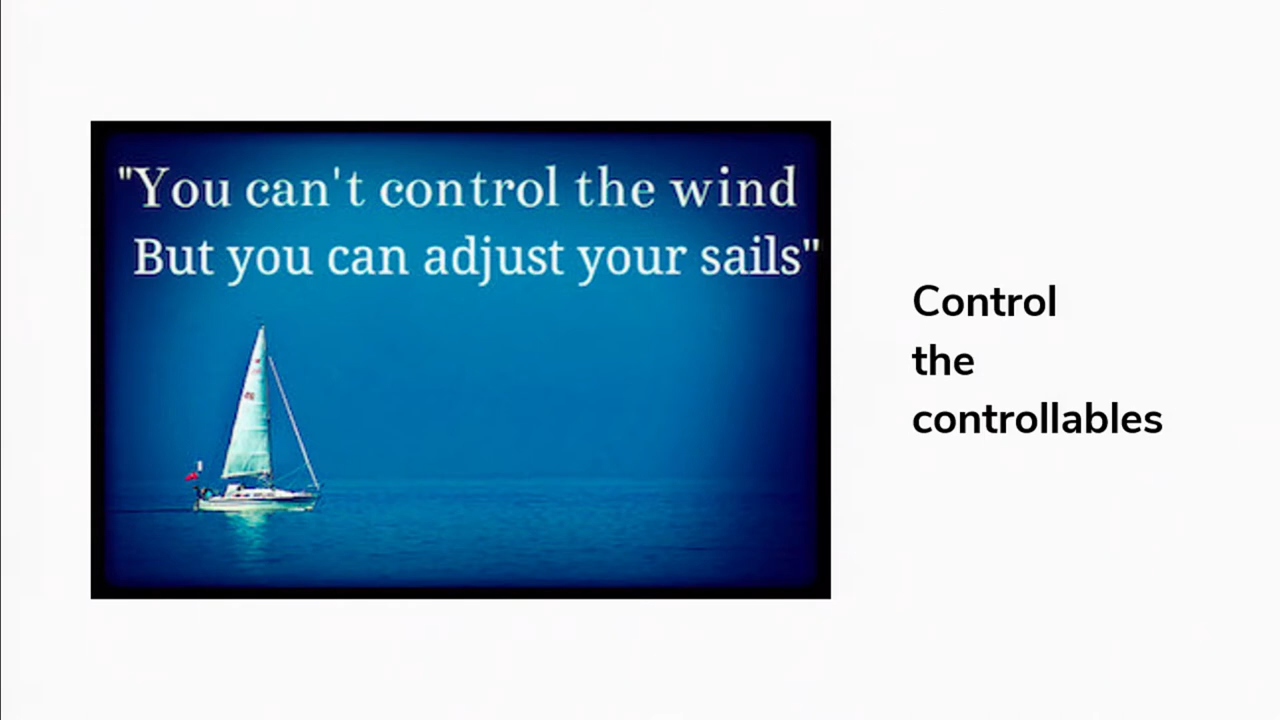 "You can't control the wind
But you can adjust your sails"
Control
the
controllables